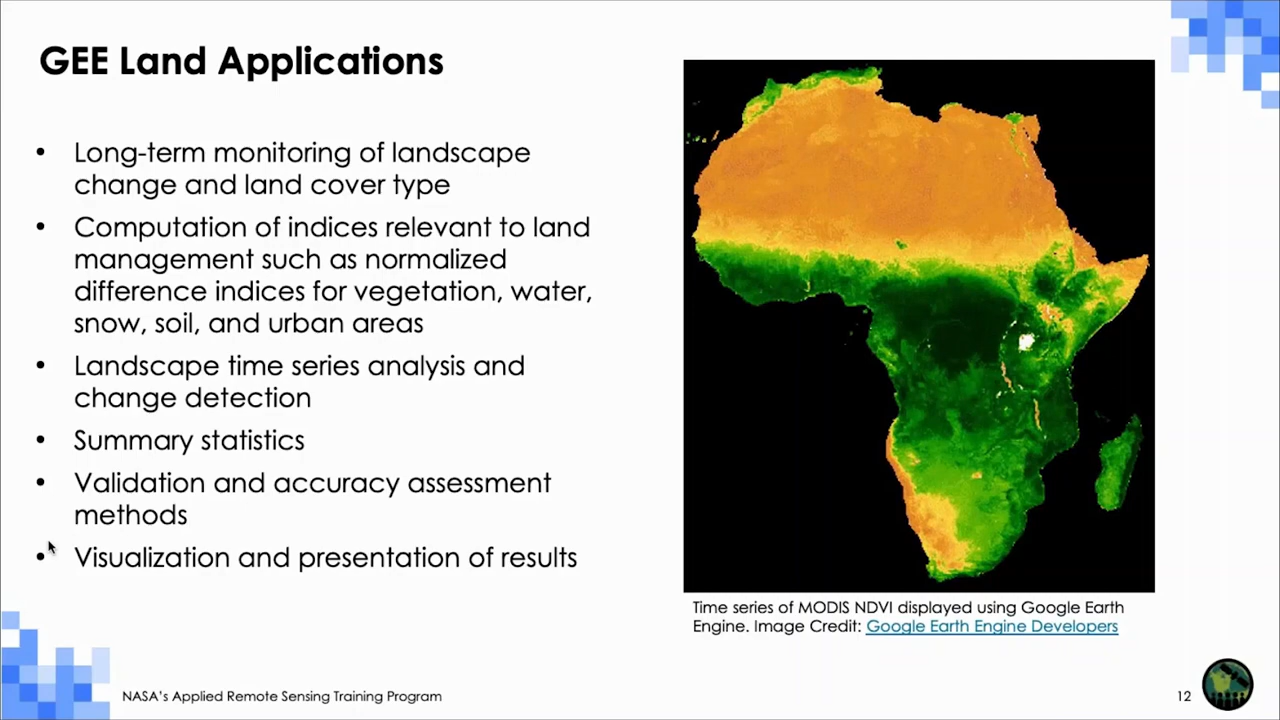 GEE Land Applications
• Long-term monitoring of landscape
change and land cover type
• Computation of indices relevant to land
management such as normalized
difference indices for vegetation, water,
snow, soil, and urban areas
• Landscape time series analysis and
change detection
• Summary statistics
• Validation and accuracy assessment
methods
• Visualization and presentation of results
Time series of MODIS NDVI displayed using Google Earth
Engine. Image Credit: Google Earth Engine Developers
NASA's Applied Remote Sensing Training Program
12